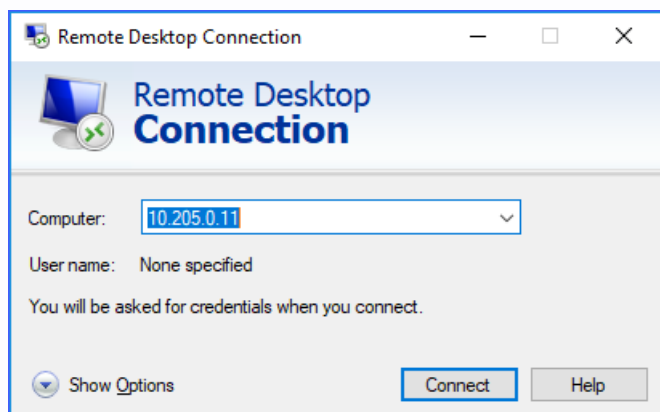 Remote Desktop Connection
Remote Desktop
Connection
Computer: 10.205.0.11
User name: None specified
You will be asked for credentials when you connect.
Show Options Connect Help